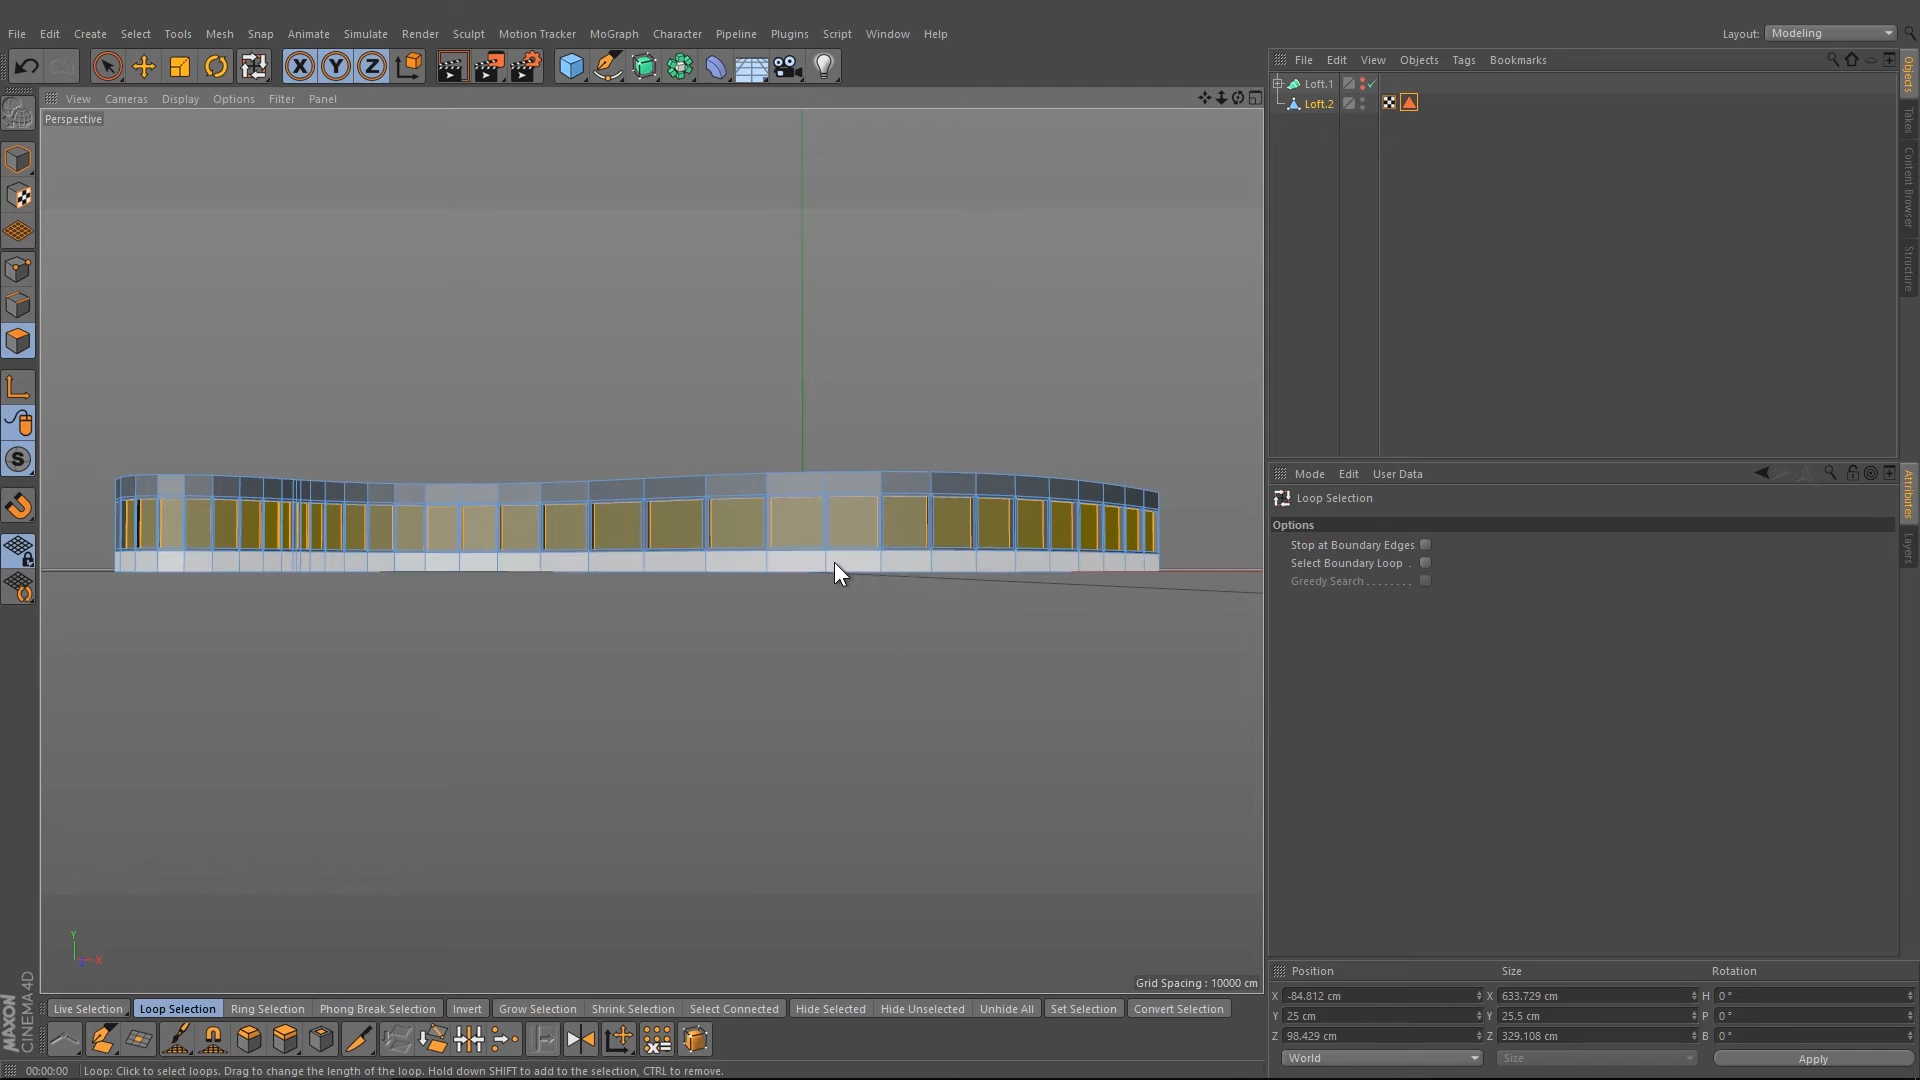 File Edit Create Select Tools Mesh Snap Animate Simulate Render Sculpt Motion Tracker MoGraph Character Pipeline Plugins Script Window Help
Layout: Modeling
View Cameras Display Options Filter Panel
Perspective
File Edit View Objects Tags Bookmarks
Loft.1
Loft.2
Objects
Takes
Content Browser
Structure
Mode Edit User Data
Loop Selection
Options
Stop at Boundary Edges
Select Boundary Loop .
Greedy Search . . . . . . . .
Attributes
Layers
Y
X
Grid Spacing : 10000 cm
Position Size Rotation
X -84.812 cm X 633.729 cm H 0 °
Y 25 cm Y 25.5 cm P 0 °
Z 98.429 cm Z 329.108 cm B 0 °
World Size Apply
Live Selection Loop Selection Ring Selection Phong Break Selection Invert Grow Selection Shrink Selection Select Connected Hide Selected Hide Unselected Unhide All Set Selection Convert Selection
MAXON
CINEMA 4D
00:00:00 Loop: Click to select loops. Drag to change the length of the loop. Hold down SHIFT to add to the selection, CTRL to remove.